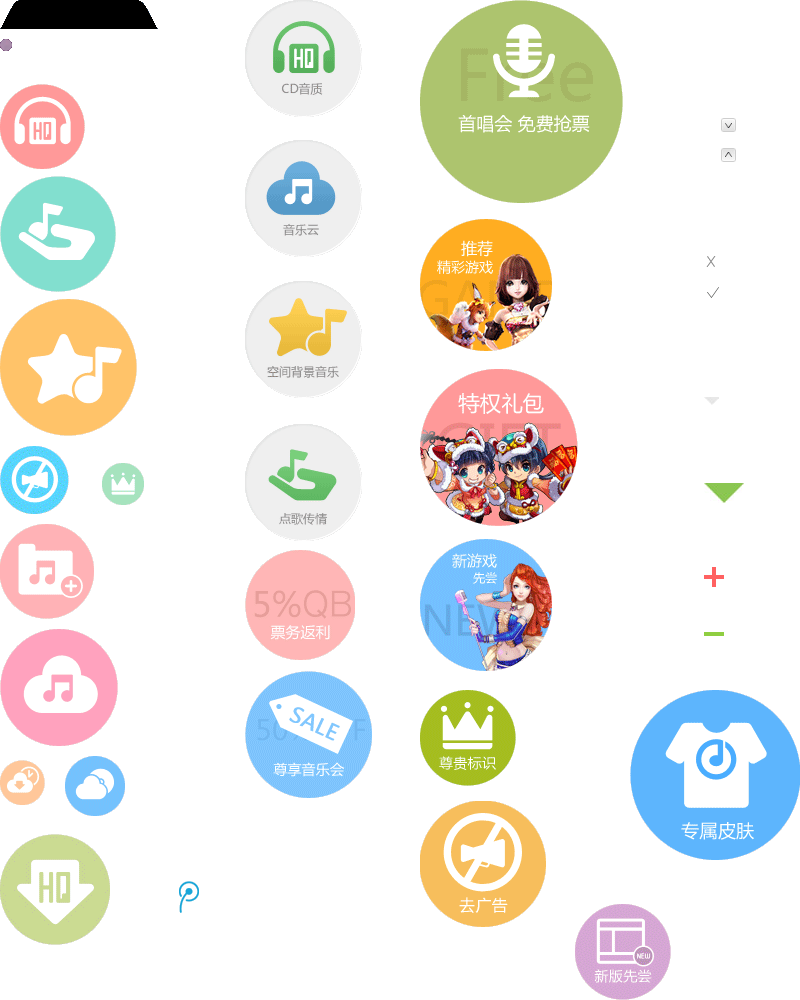 HQ
HQ
HQ
CD音质
音乐云
空间背景音乐
点歌传情
5%QB
票务返利
SALE
尊享音乐会
Free
首唱会 免费抢票
推荐
精彩游戏
特权礼包
GIFT
新游戏
先尝
NEW
尊贵标识
去广告
专属皮肤
NEW
新版先尝